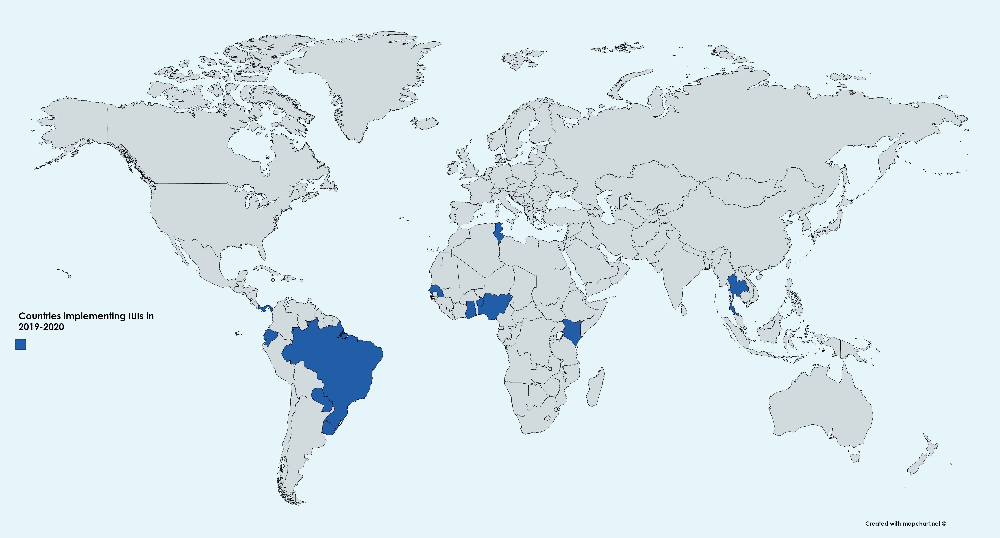 Countries implementing IUIs in
2019-2020
Created with mapchart.net ©